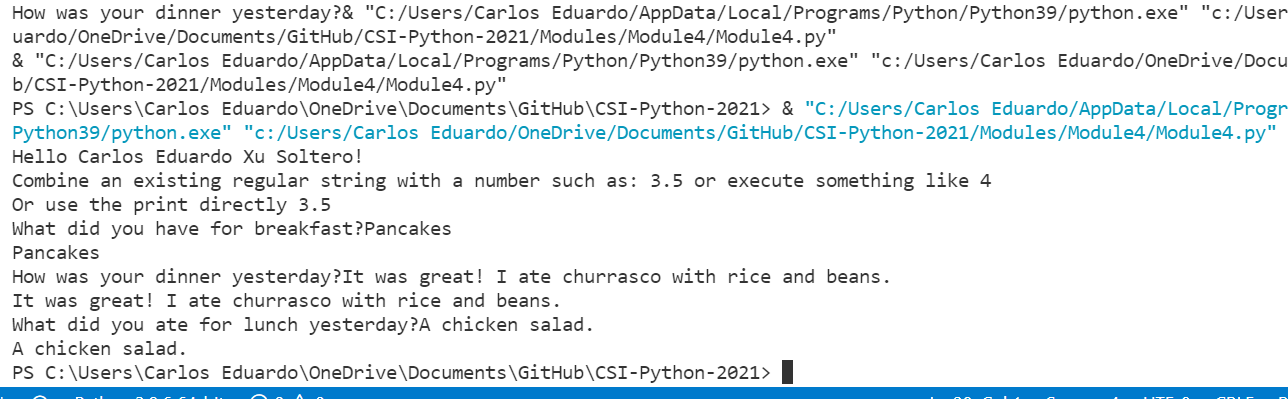 How was your dinner yesterday?& "C:/Users/Carlos Eduardo/AppData/Local/Programs/Python/Python39/python.exe" "c:/User
uardo/OneDrive/Documents/GitHub/CSI-Python-2021/Modules/Module4/Module4.py"
& "C:/Users/Carlos Eduardo/AppData/Local/Programs/Python/Python39/python.exe" "c:/Users/Carlos Eduardo/OneDrive/Docu
b/CSI-Python-2021/Modules/Module4/Module4.py"
PS C:\Users\Carlos Eduardo\OneDrive\Documents\GitHub\CSI-Python-2021> & "C:/Users/Carlos Eduardo/AppData/Local/Progr
Python39/python.exe" "c:/Users/Carlos Eduardo/OneDrive/Documents/GitHub/CSI-Python-2021/Modules/Module4/Module4.py"
Hello Carlos Eduardo Xu Soltero!
Combine an existing regular string with a number such as: 3.5 or execute something like 4
Or use the print directly 3.5
What did you have for breakfast?Pancakes
Pancakes
How was your dinner yesterday?It was great! I ate churrasco with rice and beans.
It was great! I ate churrasco with rice and beans.
What did you ate for lunch yesterday?A chicken salad.
A chicken salad.
PS C:\Users\Carlos Eduardo\OneDrive\Documents\GitHub\CSI-Python-2021>